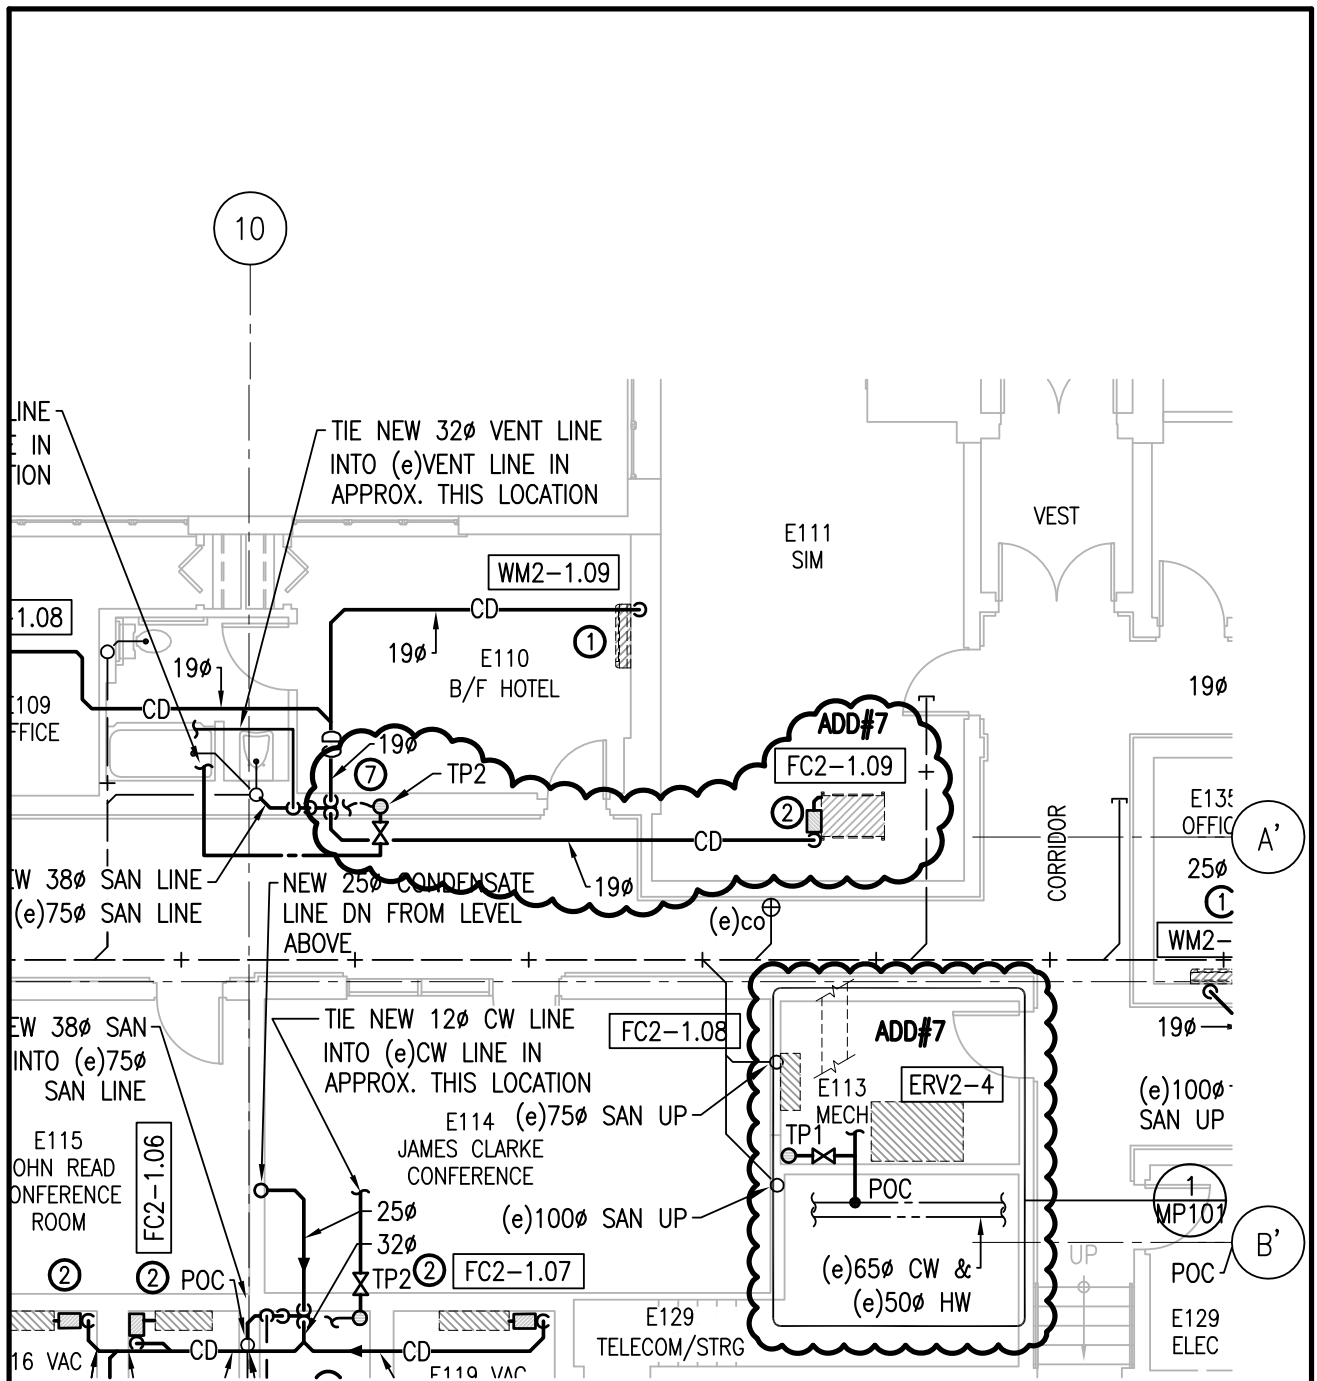 10
LINE
E IN
TION
TIE NEW 32ø VENT LINE
INTO (e)VENT LINE IN
APPROX. THIS LOCATION
E111
SIM
VEST
WM2-1.09
-1.08
CD
19ø
1
E110
B/F HOTEL
19ø
CD
E109
FFICE
19ø
ADD#7
FC2-1.09
19ø
7
TP2
2
CD
19ø
CORRIDOR
E135
OFFIC
A'
25ø
1
WM2-
19ø
EW 38ø SAN LINE
(e)75ø SAN LINE
NEW 25ø CONDENSATE
LINE DN FROM LEVEL
ABOVE
(e)co
EW 38ø SAN
INTO (e)75ø
SAN LINE
TIE NEW 12ø CW LINE
INTO (e)CW LINE IN
APPROX. THIS LOCATION
FC2-1.08
ADD#7
ERV2-4
E113
MECH
(e)75ø SAN UP
(e)100ø
SAN UP
E114
JAMES CLARKE
CONFERENCE
E115
OHN READ
ONFERENCE
ROOM
FC2-1.06
TP1
POC
(e)100ø SAN UP
1
MP101
B'
UP
POC
25ø
32ø
2
2
POC
TP2
2
FC2-1.07
(e)65ø CW &
(e)50ø HW
E129
TELECOM/STRG
E129
ELEC
16 VAC
CD
CD
E119 VAC